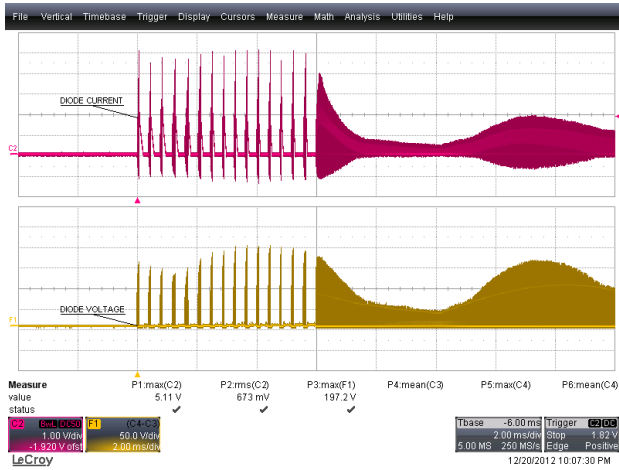 File Vertical Timebase Trigger Display Cursors Measure Math Analysis Utilities Help
DIODE CURRENT
C2
DIODE VOLTAGE
F1
Measure P1:max(C2) P2:rms(C2) P3:max(F1) P4:mean(C3) P5:max(C4) P6:mean(C4)
value 5.11 V 673 mV 197.2 V
status
C2 BwL DC50 F1 (C4-C3) Tbase -6.00 ms Trigger C2 DC
1.00 V/div 50.0 V/div 2.00 ms/div Stop 1.82 V
-1.920 V ofst 2.00 ms/div 5.00 MS 250 MS/s Edge Positive
LeCroy 12/20/2012 10:07:30 PM